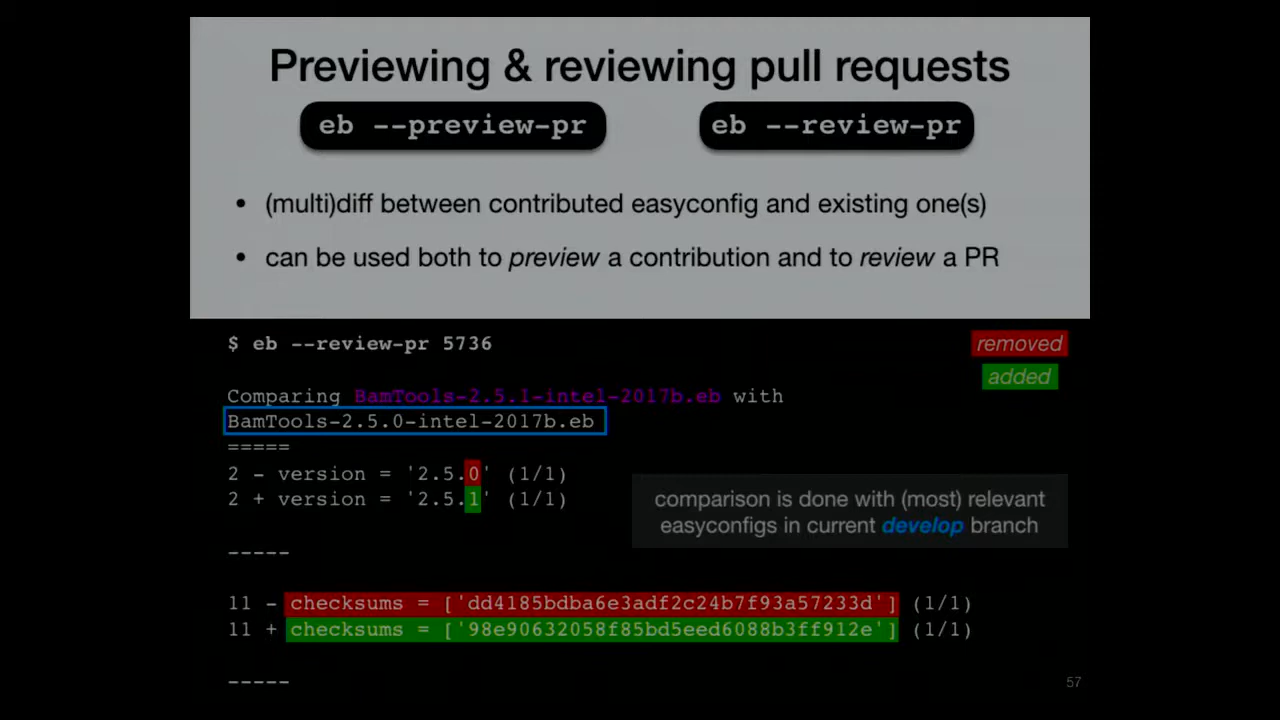 Previewing & reviewing pull requests
eb --preview-pr eb --review-pr
• (multi)diff between contributed easyconfig and existing one(s)
• can be used both to preview a contribution and to review a PR
$ eb --review-pr 5736
removed
added
Comparing BamTools-2.5.1-intel-2017b.eb with
BamTools-2.5.0-intel-2017b.eb
=====
2 - version = '2.5.0' (1/1)
2 + version = '2.5.1' (1/1)
comparison is done with (most) relevant
easyconfigs in current develop branch
-----
11 - checksums = ['dd4185bdba6e3adf2c24b7f93a57233d'] (1/1)
11 + checksums = ['98e90632058f85bd5eed6088b3ff912e'] (1/1)
-----
57